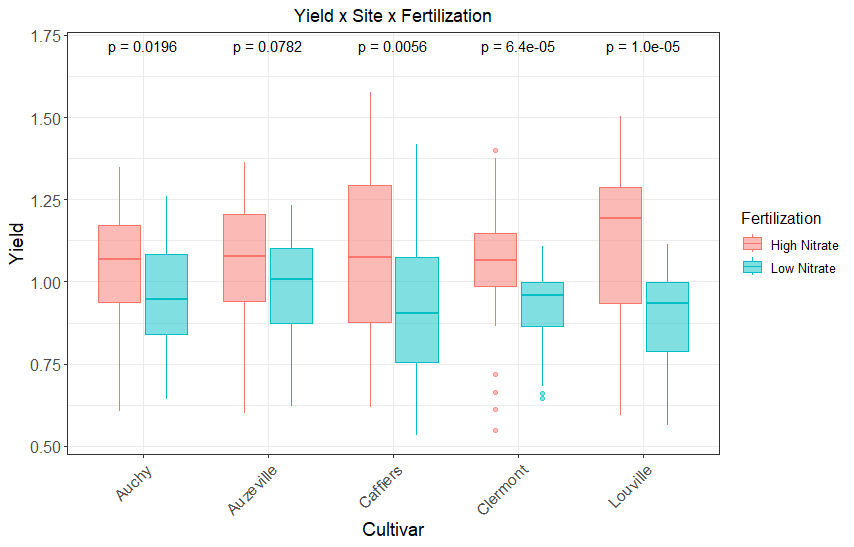 Yield x Site x Fertilization
p = 0.0196 p = 0.0782 p = 0.0056 p = 6.4e-05 p = 1.0e-05
1.75
1.50
1.25
1.00
0.75
0.50
Yield
Auchy Auzeville Caffiers Clermont Louville
Cultivar
Fertilization
High Nitrate
Low Nitrate